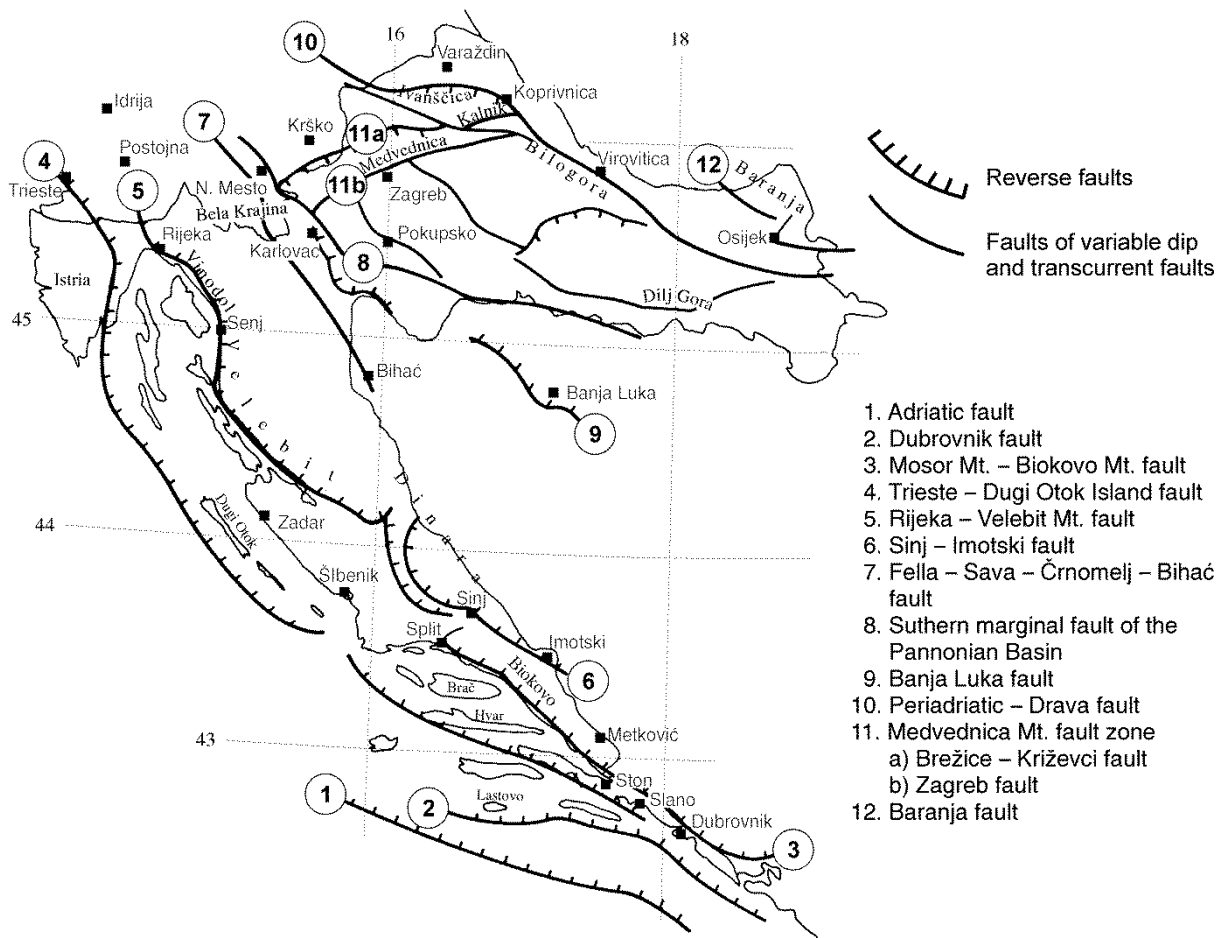 16
18
10
Varaždin
Ivanščica
Koprivnica
Idrija
7
Krško
11a
Kalnik
Medvednica
Bilogora
Virovitica
12
Baranja
Reverse faults
4
Postojna
Trieste
5
N. Mesto
11b
Zagreb
Bela Krajina
Rijeka
Karlovac
Pokupsko
Osijek
Faults of variable dip
and transcurrent faults
8
Istria
Vinodol
Dilj Gora
45
Senj
Velebit
Bihać
Banja Luka
9
Dinara
44
Dugi Otok
Zadar
Šlbenik
Sinj
Split
Imotski
6
Biokovo
Brač
Hvar
43
Metković
Ston
1
2
Lastovo
Slano
Dubrovnik
3
1. Adriatic fault
2. Dubrovnik fault
3. Mosor Mt. – Biokovo Mt. fault
4. Trieste – Dugi Otok Island fault
5. Rijeka – Velebit Mt. fault
6. Sinj – Imotski fault
7. Fella – Sava – Črnomelj – Bihać
fault
8. Suthern marginal fault of the
Pannonian Basin
9. Banja Luka fault
10. Periadriatic – Drava fault
11. Medvednica Mt. fault zone
a) Brežice – Križevci fault
b) Zagreb fault
12. Baranja fault